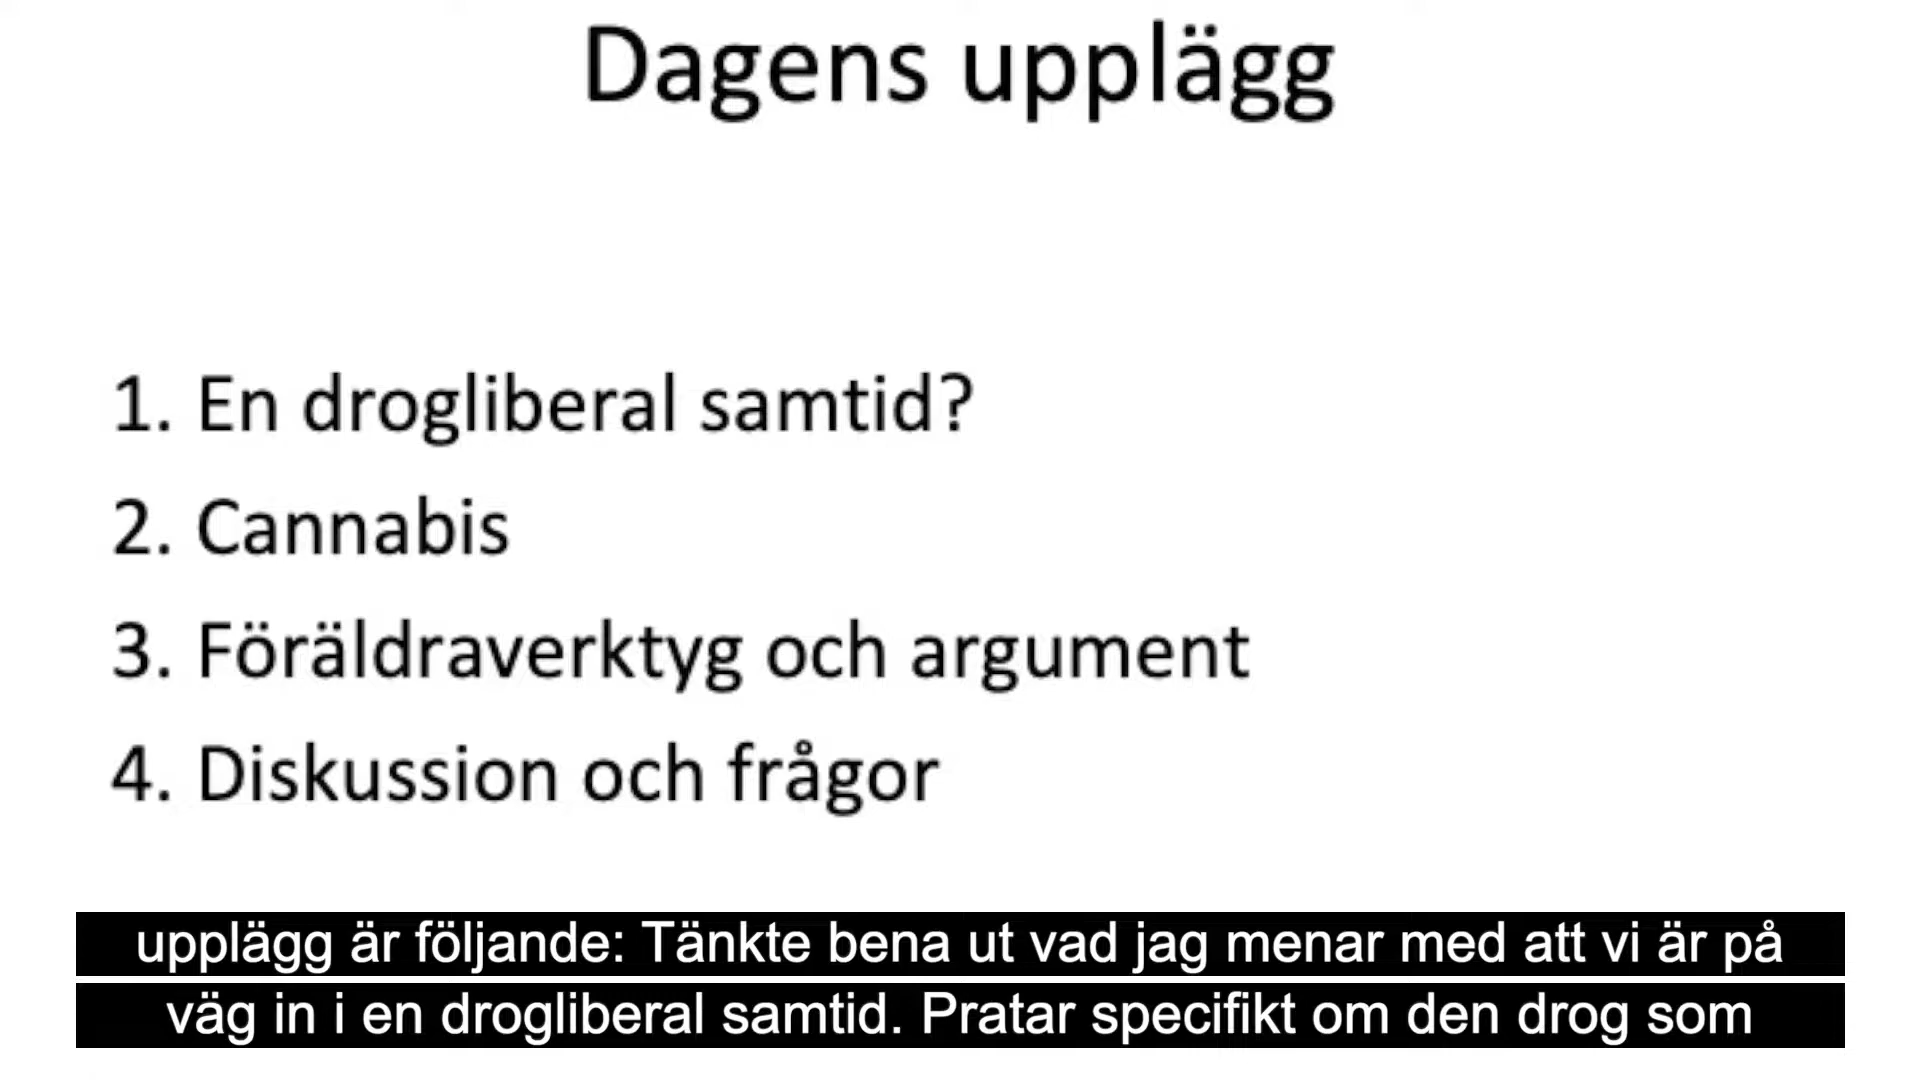 Dagens upplägg
1. En drogliberal samtid?
2. Cannabis
3. Föräldraverktyg och argument
4. Diskussion och frågor
upplägg är följande: Tänkte bena ut vad jag menar med att vi är på
väg in i en drogliberal samtid. Pratar specifikt om den drog som